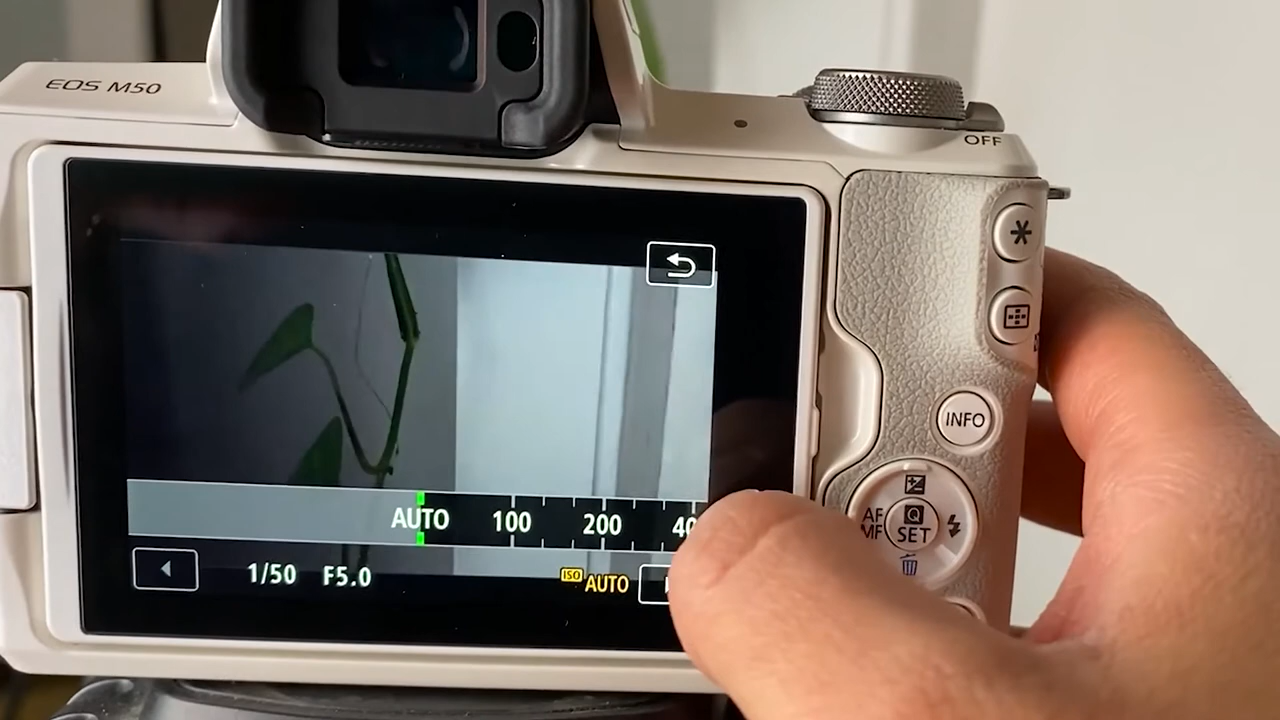 EOS M50
OFF
INFO
AUTO 100 200
AF
MF
Q
SET
1/50 F5.0 ISO AUTO